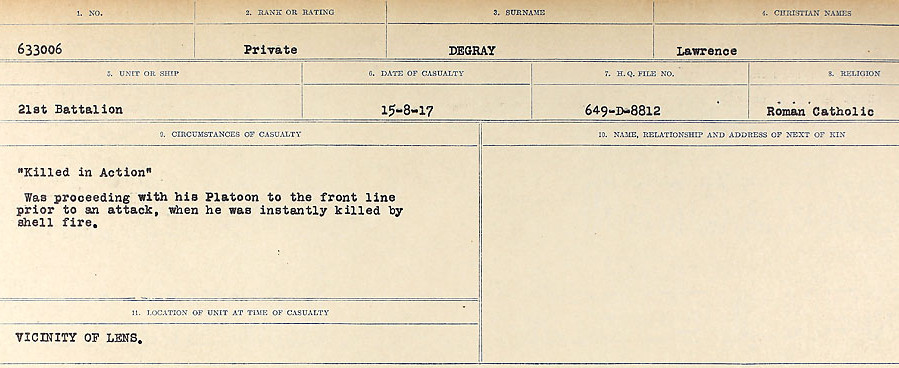 1. NO. 2. RANK OR RATING 3. SURNAME 4. CHRISTIAN NAMES
633006 Private DEGRAY Lawrence
5. UNIT OR SHIP 6. DATE OF CASUALTY 7. H.Q. FILE NO. 8. RELIGION
21st Battalion 15-8-17 649-D-8812 Roman Catholic
9. CIRCUMSTANCES OF CASUALTY 10. NAME, RELATIONSHIP AND ADDRESS OF NEXT OF KIN
"Killed in Action"
Was proceeding with his Platoon to the front line
prior to an attack, when he was instantly killed by
shell fire.
11. LOCATION OF UNIT AT TIME OF CASUALTY
VICINITY OF LENS.